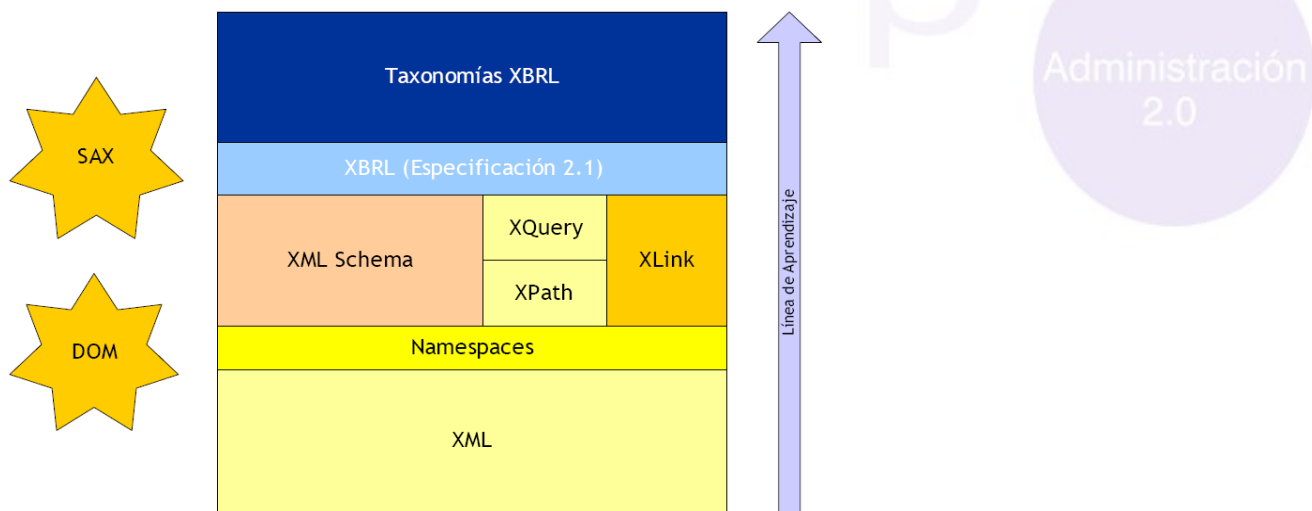 Taxonomías XBRL
SAX
XBRL (Especificación 2.1)
XML Schema
XQuery
XPath
XLink
DOM
Namespaces
XML
Línea de Aprendizaje
p
Administración
2.0